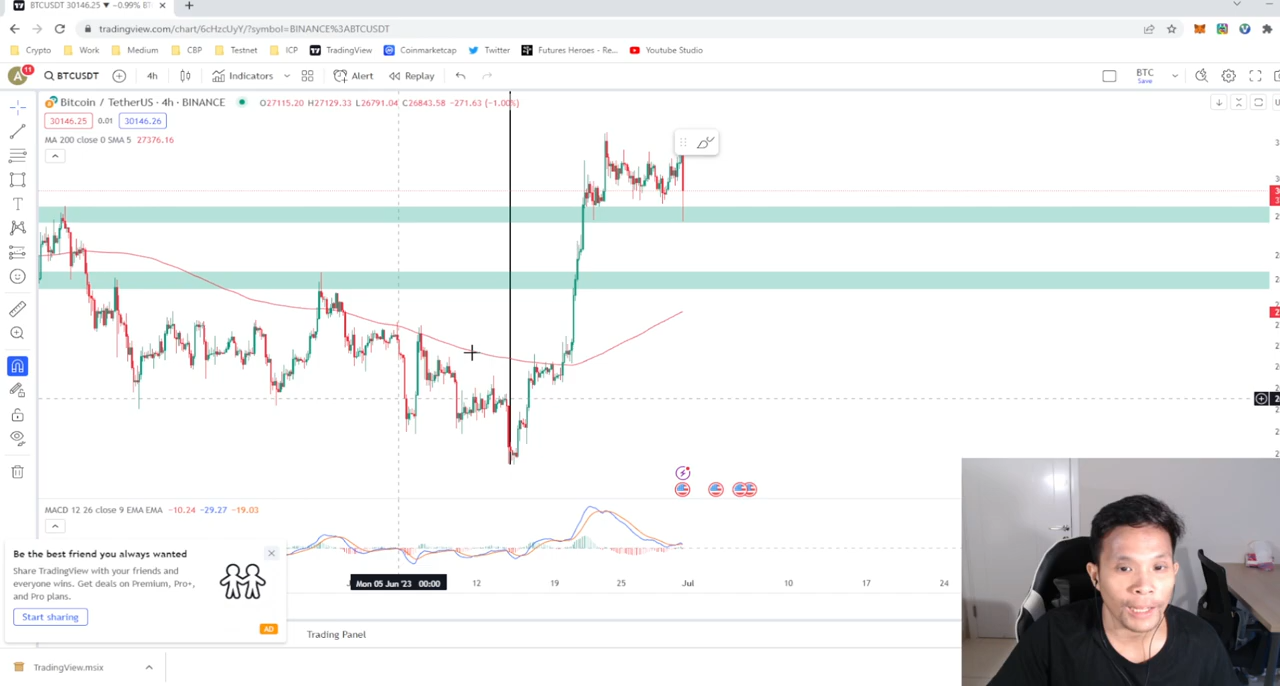 BTCUSDT 30146.25 ▼ −0.99%
tradingview.com/chart/6cHzcUyY/?symbol=BINANCE%3ABTCUSDT
Crypto Work Medium CBP Testnet ICP TradingView Coinmarketcap Twitter Futures Heroes - Re... Youtube Studio
A 11 BTCUSDT 4h Indicators Alert Replay BTC
Save
Bitcoin / TetherUS · 4h · BINANCE O27115.20 H27129.33 L26791.04 C26843.58 −271.63 (−1.00%)
30146.25 0.01 30146.26
MA 200 close 0 SMA 5 27376.16
MACD 12 26 close 9 EMA EMA −10.24 −29.27 −19.03
Be the best friend you always wanted
Share TradingView with your friends and
everyone wins. Get deals on Premium, Pro+,
and Pro plans.
Start sharing
AD
Mon 05 Jun '23 00:00 12 19 25 Jul 10 17 24
Trading Panel
TradingView.msix